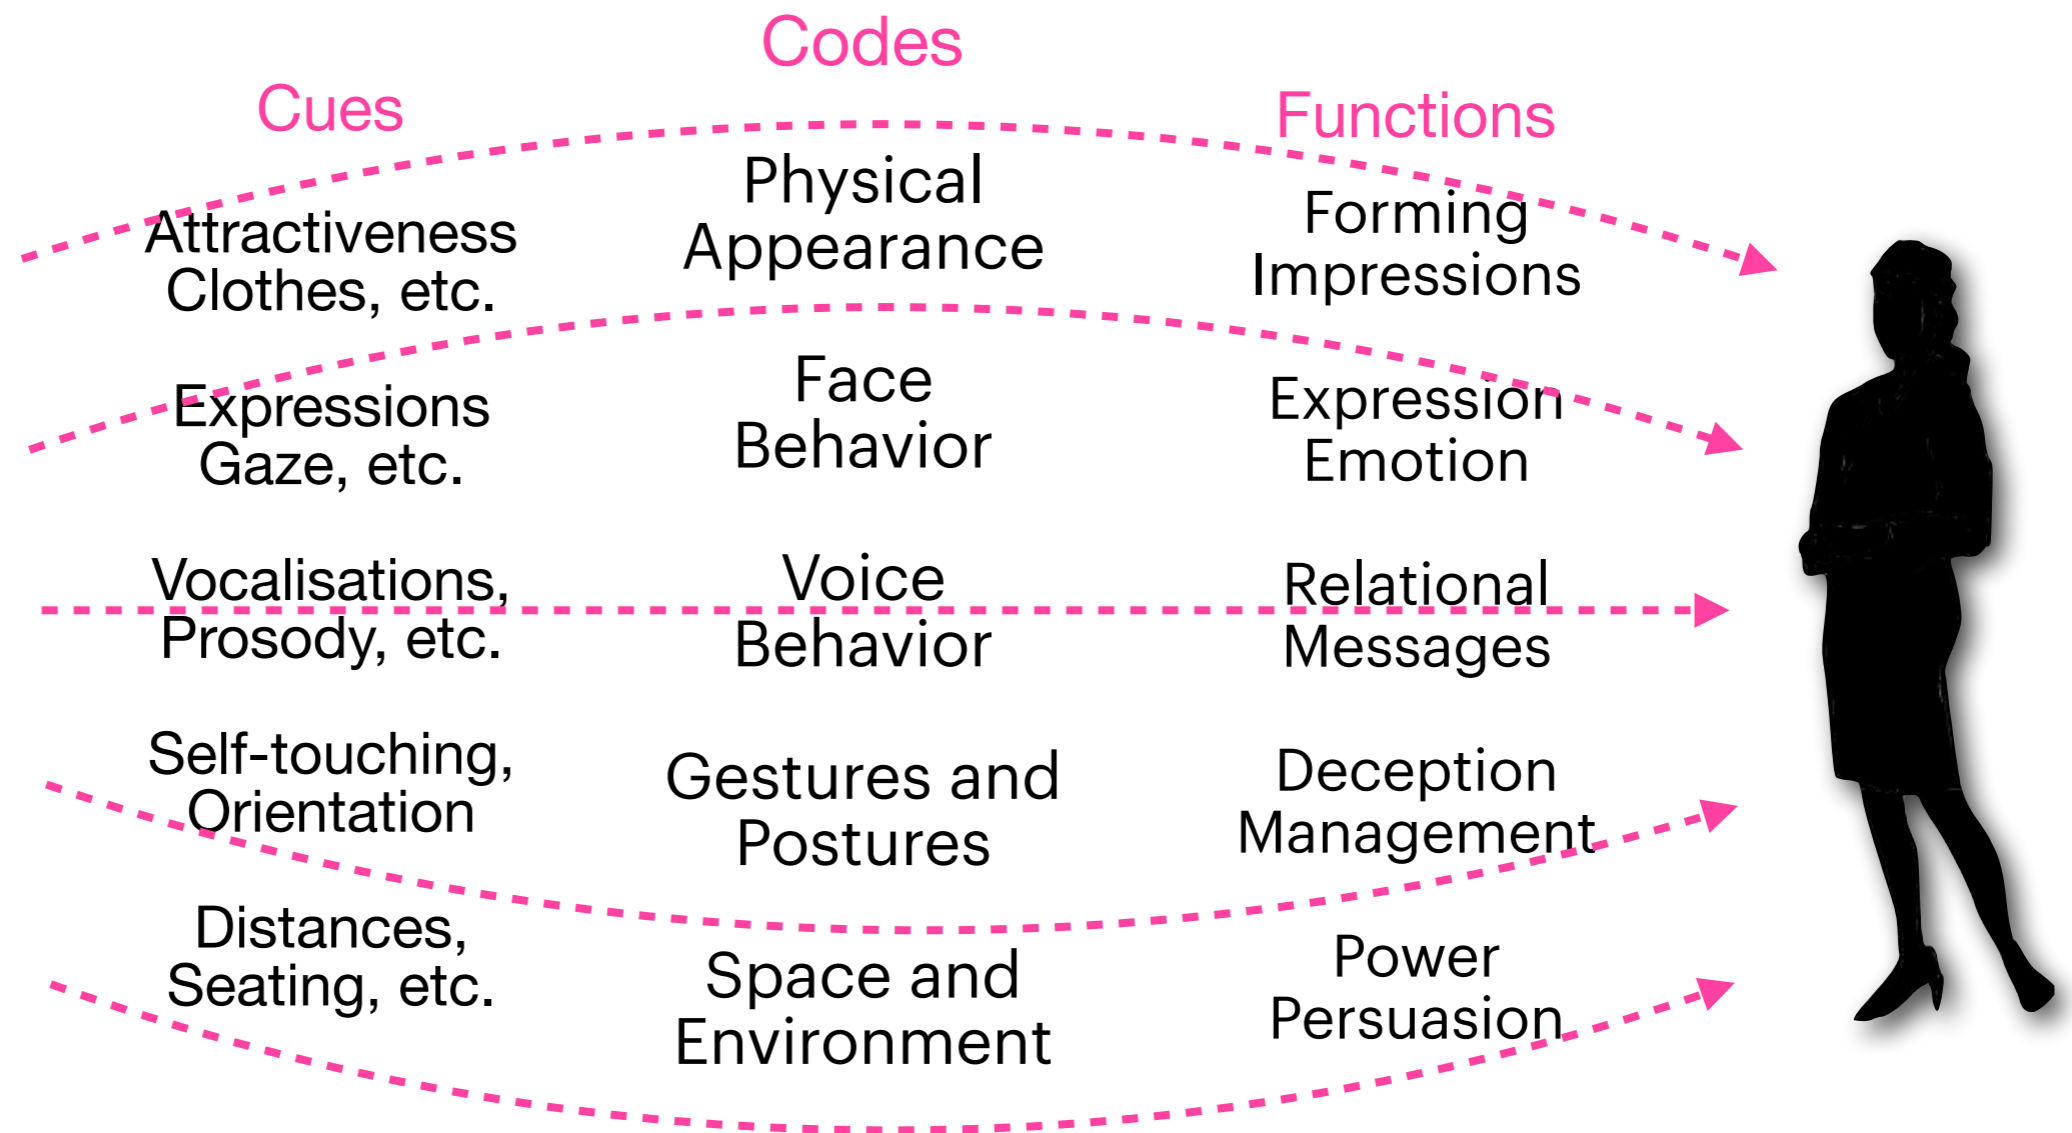 Codes
Cues
Functions
Attractiveness
Clothes, etc.
Physical
Appearance
Forming
Impressions
Expressions
Gaze, etc.
Face
Behavior
Expression
Emotion
Vocalisations,
Prosody, etc.
Voice
Behavior
Relational
Messages
Self-touching,
Orientation
Gestures and
Postures
Deception
Management
Distances,
Seating, etc.
Space and
Environment
Power
Persuasion